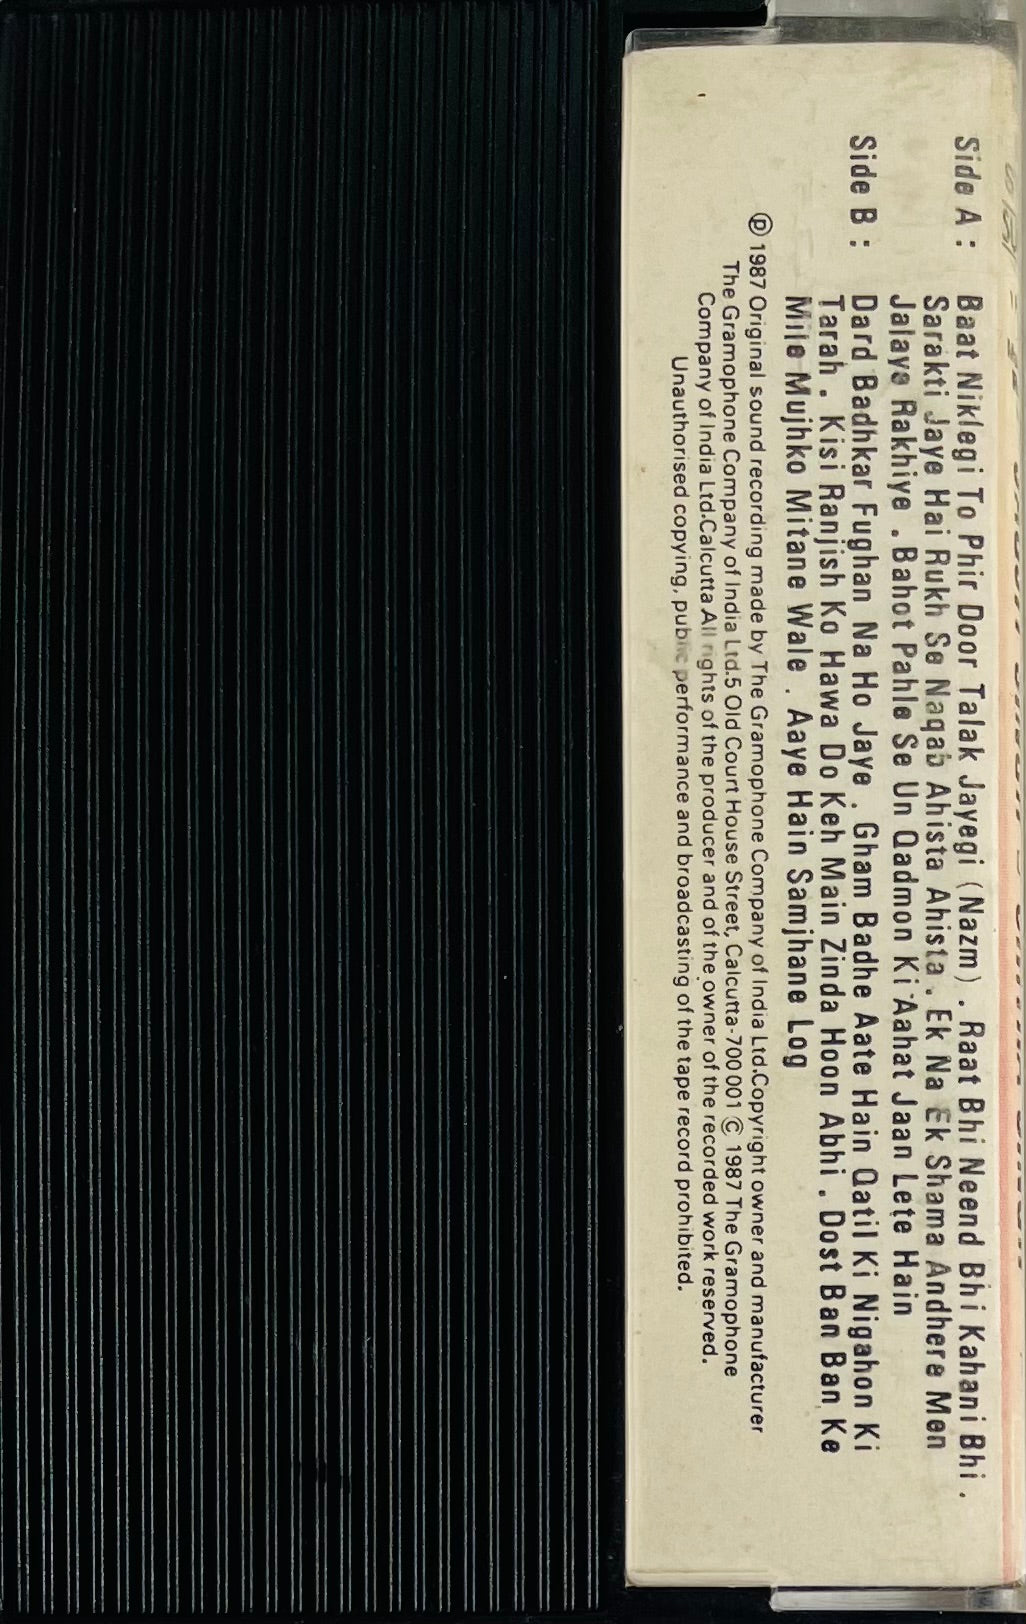 Side A : Baat Niklegi To Phir Door Talak Jayegi (Nazm) . Raat Bhi Neend Bhi Kahani Bhi .
Sarakti Jaye Hai Rukh Se Naqab Ahista Ahista . Ek Na Ek Shama Andhere Men
Jalaye Rakhiye . Bahot Pahle Se Un Qadmon Ki Aahat Jaan Lete Hain
Side B : Dard Badhkar Fughan Na Ho Jaye . Gham Badhe Aate Hain Qatil Ki Nigahon Ki
Tarah . Kisi Ranjish Ko Hawa Do Keh Main Zinda Hoon Abhi . Dost Ban Ban Ke
Mile Mujhko Mitane Wale . Aaye Hain Samjhane Log
℗ 1987 Original sound recording made by The Gramophone Company of India Ltd.Copyright owner and manufacturer
The Gramophone Company of India Ltd.5 Old Court House Street, Calcutta-700 001 © 1987 The Gramophone
Company of India Ltd.Calcutta All rights of the producer and of the owner of the recorded work reserved.
Unauthorised copying, public performance and broadcasting of the tape record prohibited.